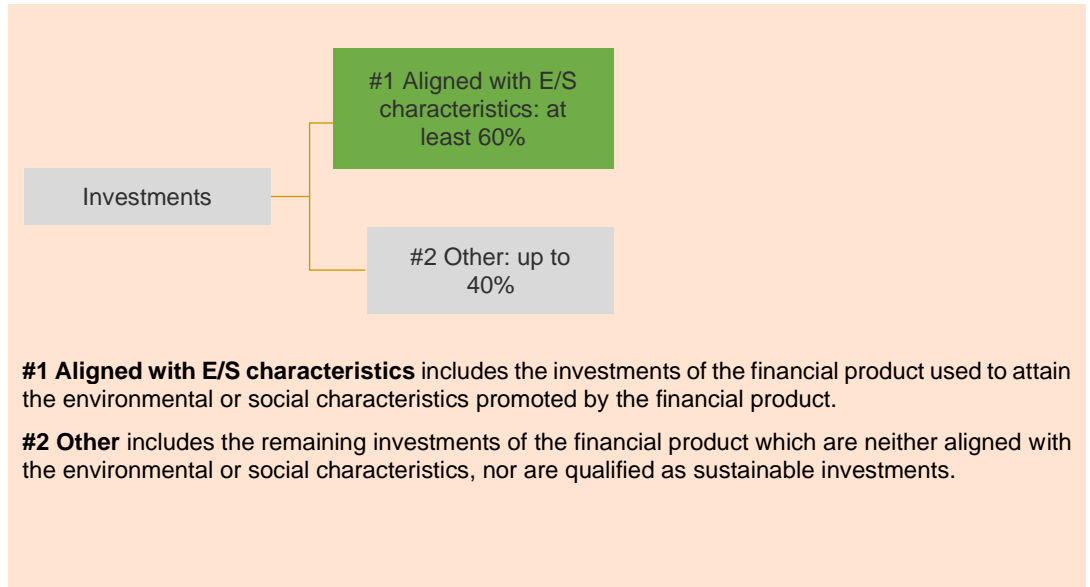 #1 Aligned with E/S
characteristics: at
least 60%
Investments
#2 Other: up to
40%
#1 Aligned with E/S characteristics includes the investments of the financial product used to attain
the environmental or social characteristics promoted by the financial product.
#2 Other includes the remaining investments of the financial product which are neither aligned with
the environmental or social characteristics, nor are qualified as sustainable investments.